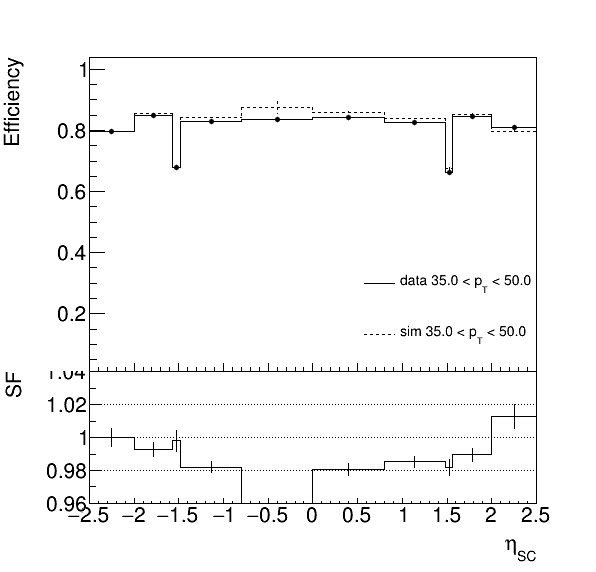 Efficiency
1
0.8
0.6
0.4
0.2
data 35.0 < p_T < 50.0
sim 35.0 < p_T < 50.0
SF
1.04
1.02
1
0.98
0.96
−2.5 −2 −1.5 −1 −0.5 0 0.5 1 1.5 2 2.5
η_SC